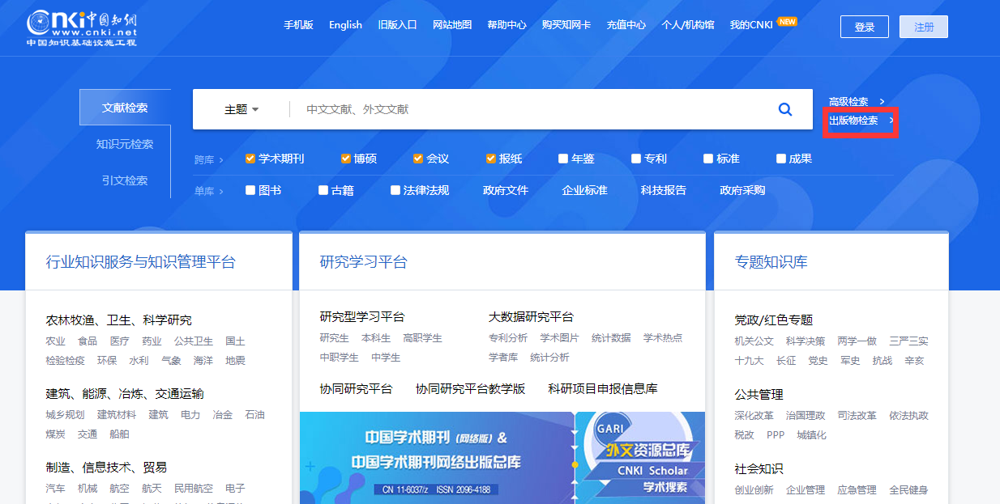 cnki中国知网
www.cnki.net
中国知识基础设施工程
手机版 English 旧版入口 网站地图 帮助中心 购买知网卡 充值中心 个人/机构馆 我的CNKI NEW
登录 注册
文献检索
知识元检索
引文检索
主题 中文文献、外文文献
高级检索 >
出版物检索 >
跨库 > 学术期刊 博硕 会议 报纸 年鉴 专利 标准 成果
单库 > 图书 古籍 法律法规 政府文件 企业标准 科技报告 政府采购
行业知识服务与知识管理平台
农林牧渔、卫生、科学研究
农业 食品 医疗 药业 公共卫生 国土
检验检疫 环保 水利 气象 海洋 地震
建筑、能源、冶炼、交通运输
城乡规划 建筑材料 建筑 电力 冶金 石油
煤炭 交通 船舶
制造、信息技术、贸易
汽车 机械 航空 航天 民用航空 电子
研究学习平台
研究型学习平台
研究生 本科生 高职学生
中职学生 中学生
大数据研究平台
专利分析 学术图片 统计数据 学术热点
学者库 统计分析
协同研究平台 协同研究平台教学版 科研项目申报信息库
中国学术期刊 (网络版) &
中国学术期刊网络出版总库
CN 11-6037/z ISSN 2096-4188
GARI
外文资源总库
CNKI Scholar
学术搜索
专题知识库
党政/红色专题
机关公文 科学决策 两学一做 三严三实
十九大 长征 党史 军史 抗战 辛亥
公共管理
深化改革 治国理政 司法改革 依法执政
税改 PPP 城镇化
社会知识
创业创新 企业管理 应急管理 全民健身